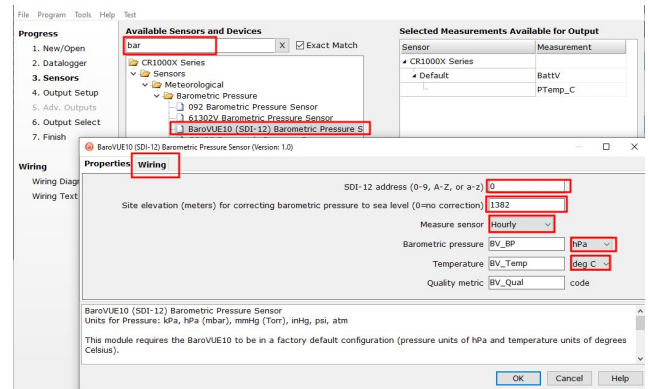 File Program Tools Help Test
Progress
1. New/Open
2. Datalogger
3. Sensors
4. Output Setup
5. Adv. Outputs
6. Output Select
7. Finish
Wiring
Wiring Diagr
Wiring Text
Available Sensors and Devices
bar X Exact Match
CR1000X Series
Sensors
Meteorological
Barometric Pressure
092 Barometric Pressure Sensor
61302V Barometric Pressure Sensor
BaroVUE10 (SDI-12) Barometric Pressure S
Selected Measurements Available for Output
Sensor Measurement
CR1000X Series
Default BattV
PTemp_C
BaroVUE10 (SDI-12) Barometric Pressure Sensor (Version: 1.0)
Properties Wiring
SDI-12 address (0-9, A-Z, or a-z) 0
Site elevation (meters) for correcting barometric pressure to sea level (0=no correction) 1382
Measure sensor Hourly
Barometric pressure BV_BP hPa
Temperature BV_Temp deg C
Quality metric BV_Qual code
BaroVUE10 (SDI-12) Barometric Pressure Sensor
Units for Pressure: kPa, hPa (mbar), mmHg (Torr), inHg, psi, atm
This module requires the BaroVUE10 to be in a factory default configuration (pressure units of hPa and temperature units of degrees
Celsius).
OK Cancel Help